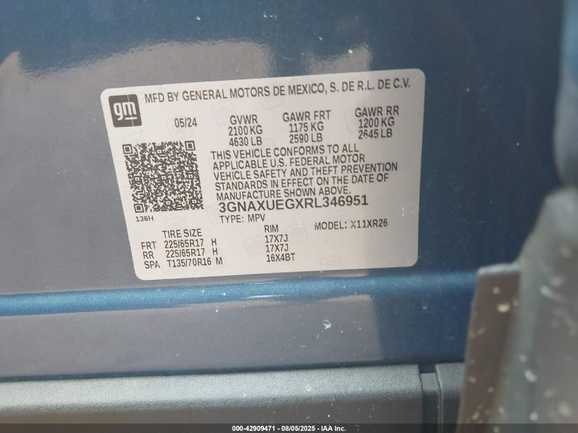 gm
MFD BY GENERAL MOTORS DE MEXICO, S. DE R.L. DE C.V.
05/24 GVWR GAWR FRT GAWR RR
2100 KG 1175 KG 1200 KG
4630 LB 2590 LB 2645 LB
THIS VEHICLE CONFORMS TO ALL
APPLICABLE U.S. FEDERAL MOTOR
VEHICLE SAFETY AND THEFT PREVENTION
STANDARDS IN EFFECT ON THE DATE OF
MANUFACTURE SHOWN ABOVE.
136H 3GNAXUEGXRL346951
TYPE: MPV MODEL: X11XR26
TIRE SIZE RIM
FRT 225/65R17 H 17X7J
RR 225/65R17 H 17X7J
SPA T135/70R16 M 16X4BT
000-42909471 - 08/05/2025 - IAA Inc.